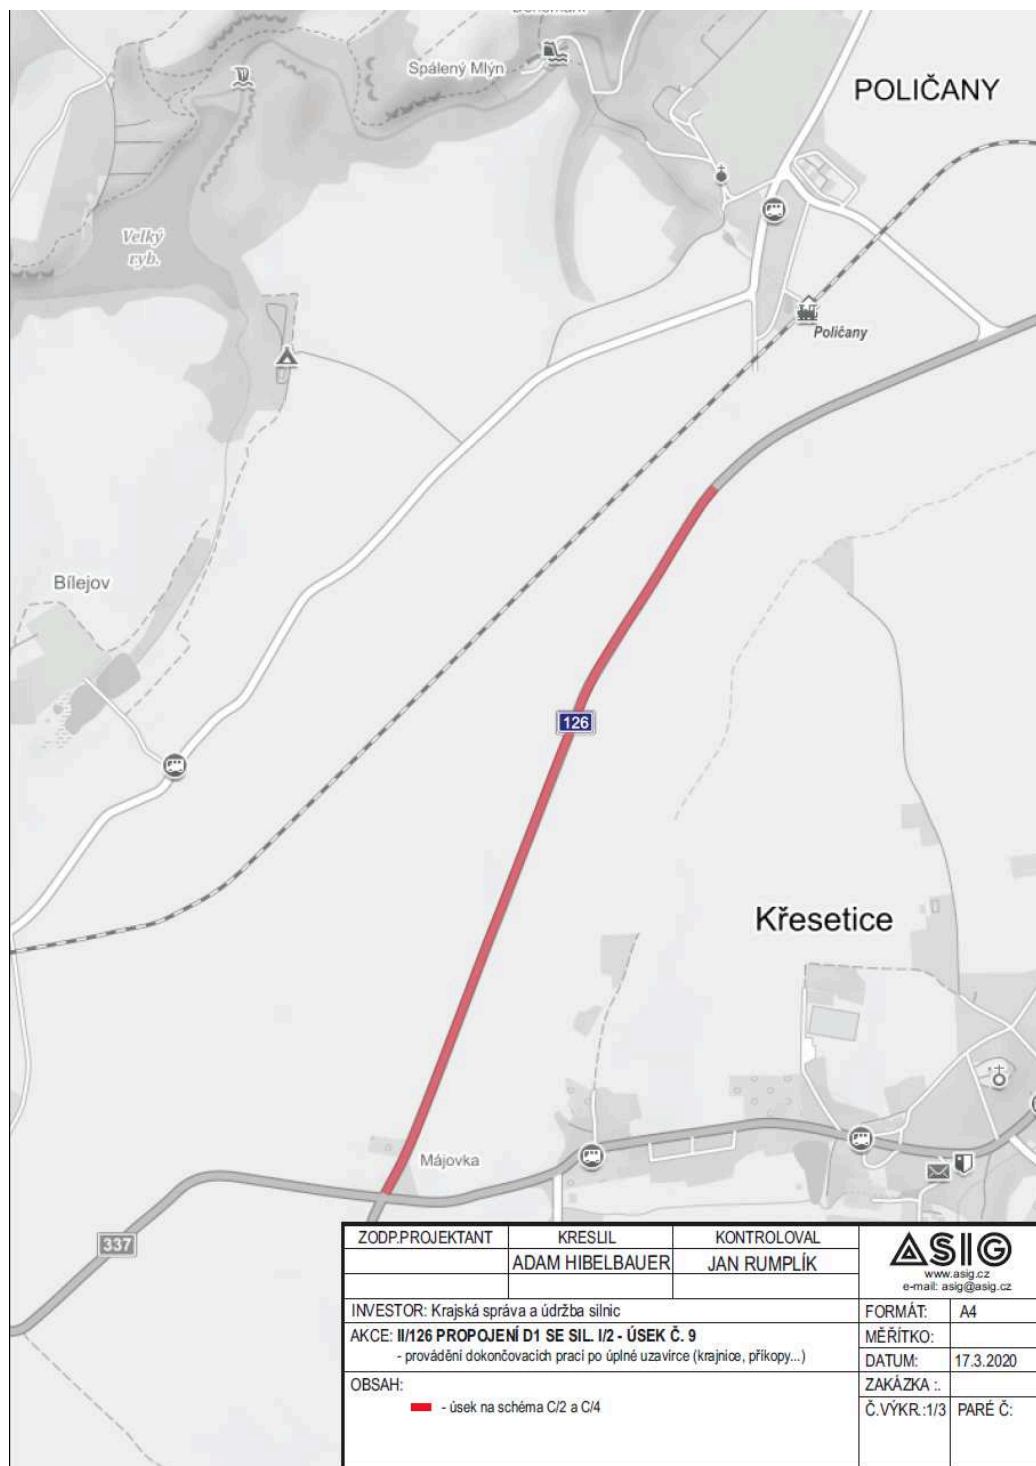 Spálený Mlýn
POLIČANY
Velký
ryb.
Poličany
Bílejov
126
Křesetice
Májovka
337
ZODP.PROJEKTANT KRESLIL KONTROLOVAL
ADAM HIBELBAUER JAN RUMPLÍK
ASIG
www.asig.cz
e-mail: asig@asig.cz
INVESTOR: Krajská správa a údržba silnic
FORMÁT: A4
AKCE: II/126 PROPOJENÍ D1 SE SIL. I/2 - ÚSEK Č. 9
MĚŘÍTKO:
- provádění dokončovacích praci po úplné uzavírce (krajnice, příkopy...)
DATUM: 17.3.2020
OBSAH:
ZAKÁZKA :.
- úsek na schéma C/2 a C/4
Č.VÝKR.:1/3 PARÉ Č: